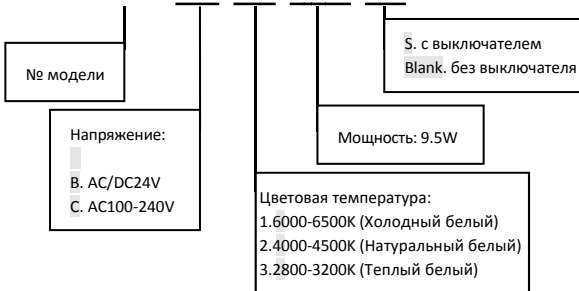 S. с выключателем
Blank. без выключателя
№ модели
Напряжение:
B. AC/DC24V
C. AC100-240V
Мощность: 9.5W
Цветовая температура:
1.6000-6500K (Холодный белый)
2.4000-4500K (Натуральный белый)
3.2800-3200K (Теплый белый)